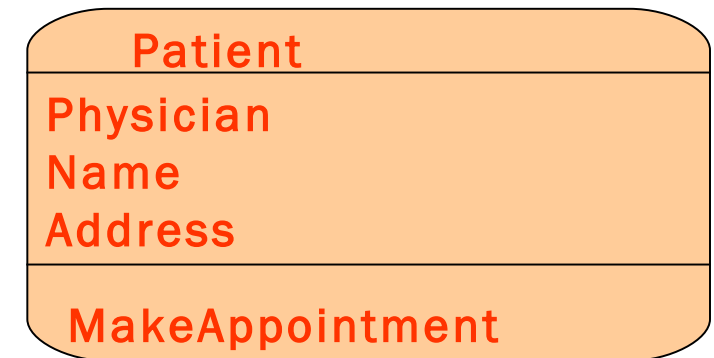 Patient
Physician
Name
Address
MakeAppointment